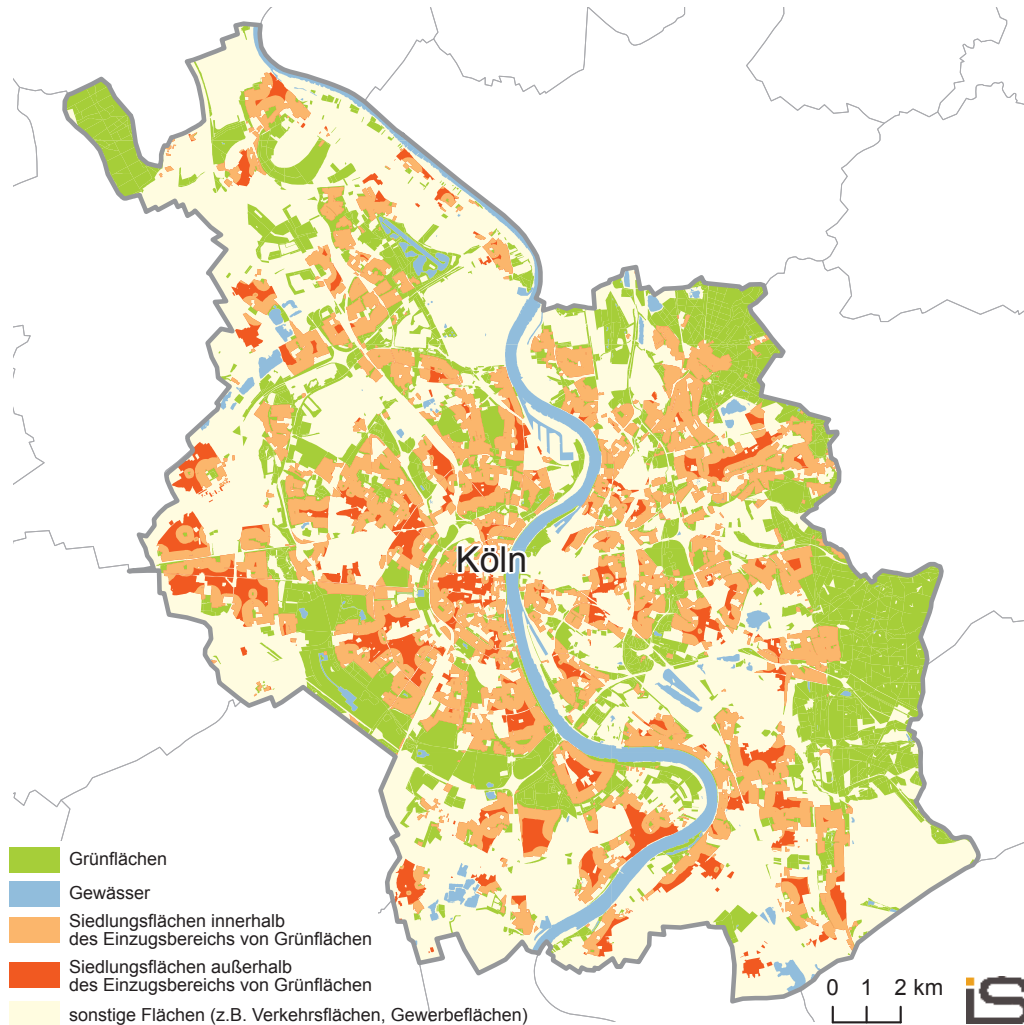 Köln
Grünflächen
Gewässer
Siedlungsflächen innerhalb
des Einzugsbereichs von Grünflächen
Siedlungsflächen außerhalb
des Einzugsbereichs von Grünflächen
sonstige Flächen (z.B. Verkehrsflächen, Gewerbeflächen)
0 1 2 km
is